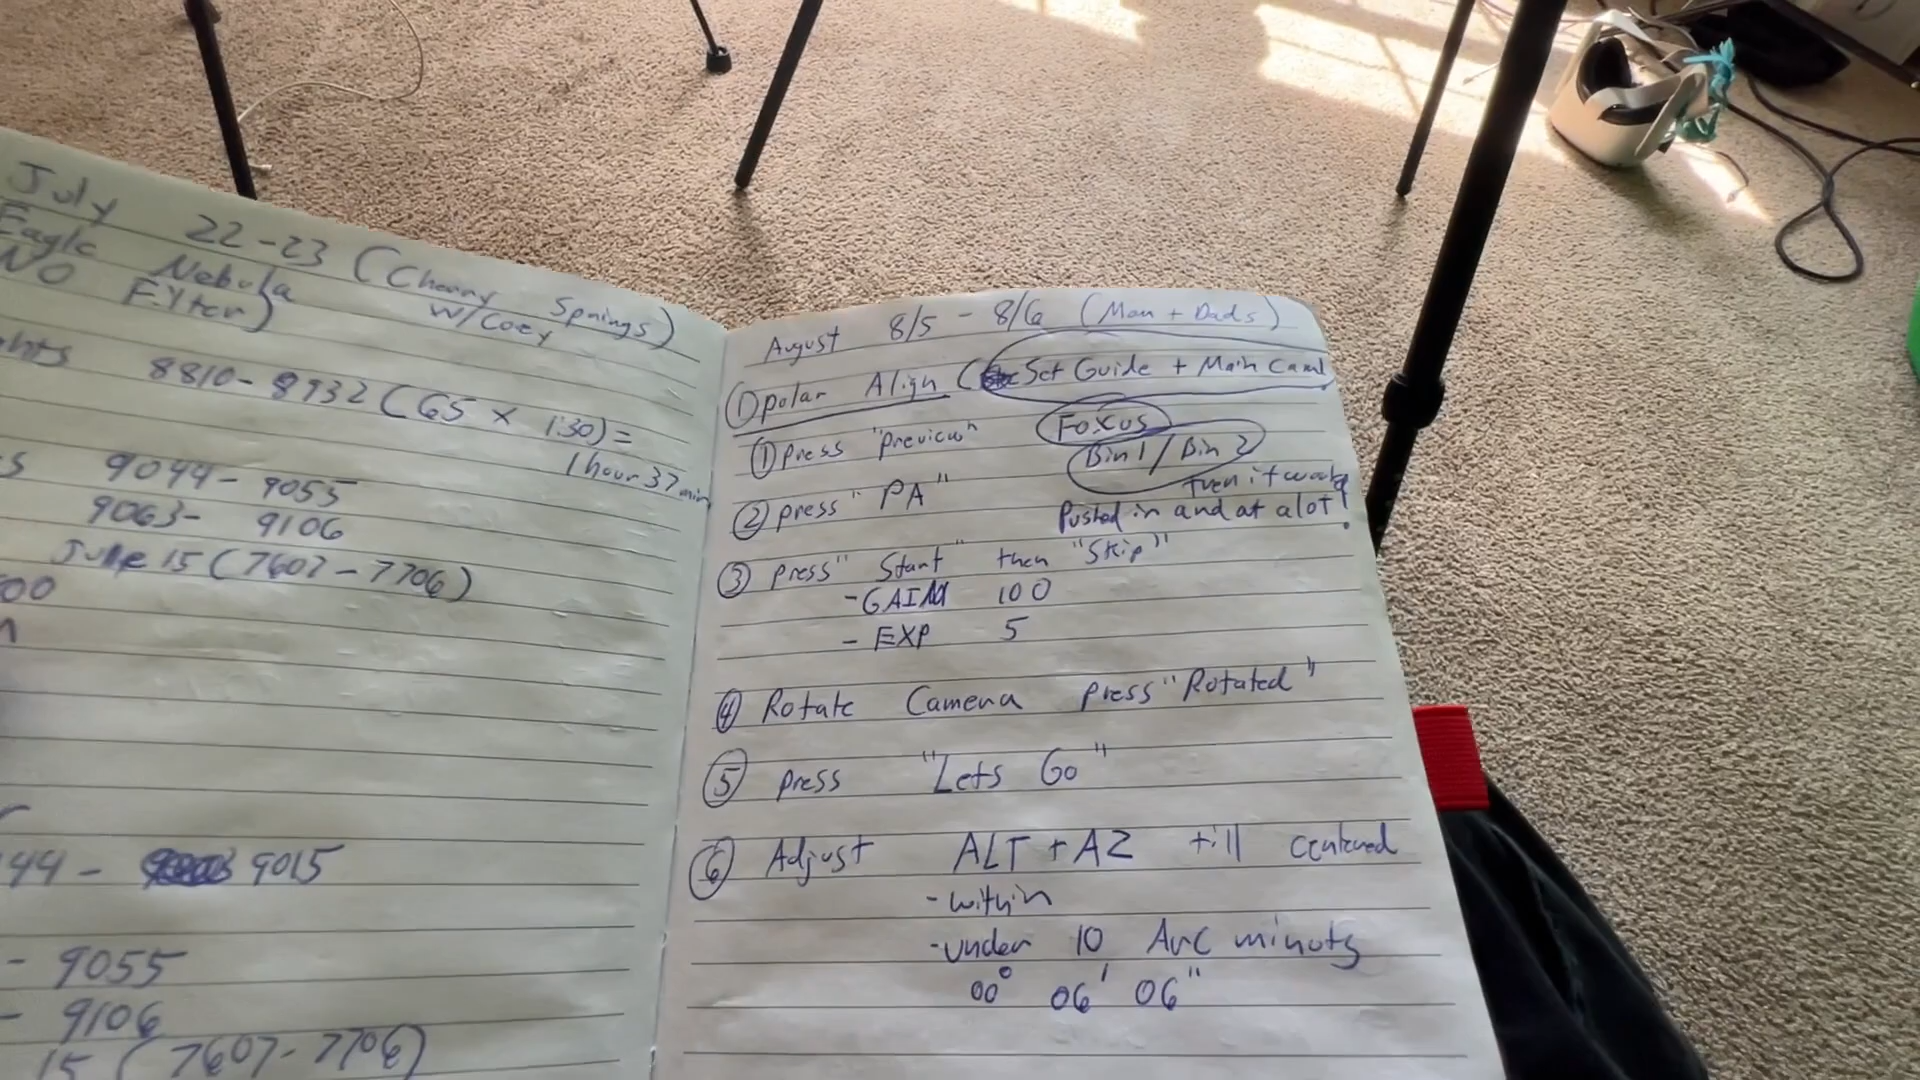 July 22-23 (Cherry Springs)
Eagle Nebula w/Coey
NO FIlter)
8810-8932 (65 x 1:30) =
1 hour 37 min
9044-9055
9063- 9106
June 15 (7607-7706)
44 - 9015
- 9055
- 9106
15 (7607-7706)
August 8/5 - 8/6 (Mom + Dads)
① polar Align (Set Guide + Main Cam)
Focus
① press "preview"
Bin 1 / Bin 2
② press "PA"
Even if
Pushed in and at alot!
③ press "Start" then "Skip"
- GAIN 100
- EXP 5
④ Rotate Camera press "Rotated"
⑤ press "Lets Go"
⑥ Adjust ALT + AZ till centered
- within
- under 10 Arc minuts
00° 06' 06"